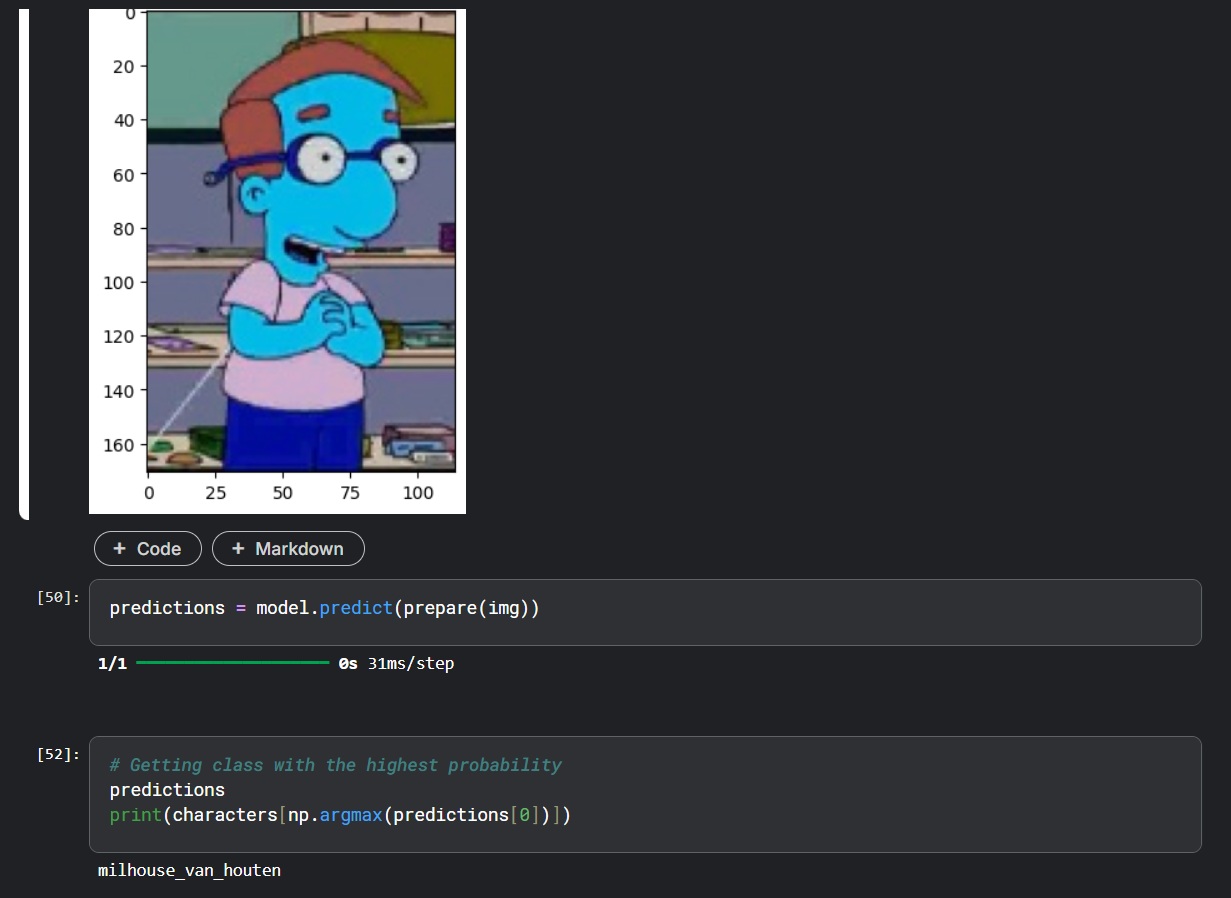 0
20
40
60
80
100
120
140
160
0 25 50 75 100
+ Code + Markdown
[50]:
predictions = model.predict(prepare(img))
1/1 0s 31ms/step
[52]:
# Getting class with the highest probability
predictions
print(characters[np.argmax(predictions[0])])
milhouse_van_houten